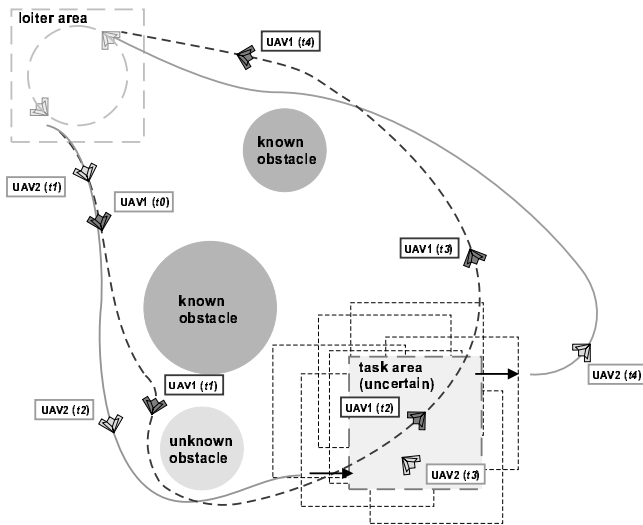 loiter area
UAV1 (t4)
known
obstacle
UAV2 (t1)
UAV1 (t0)
UAV1 (t3)
known
obstacle
task area
(uncertain)
UAV1 (t1)
UAV2 (t4)
UAV2 (t2)
UAV1 (t2)
unknown
obstacle
UAV2 (t3)